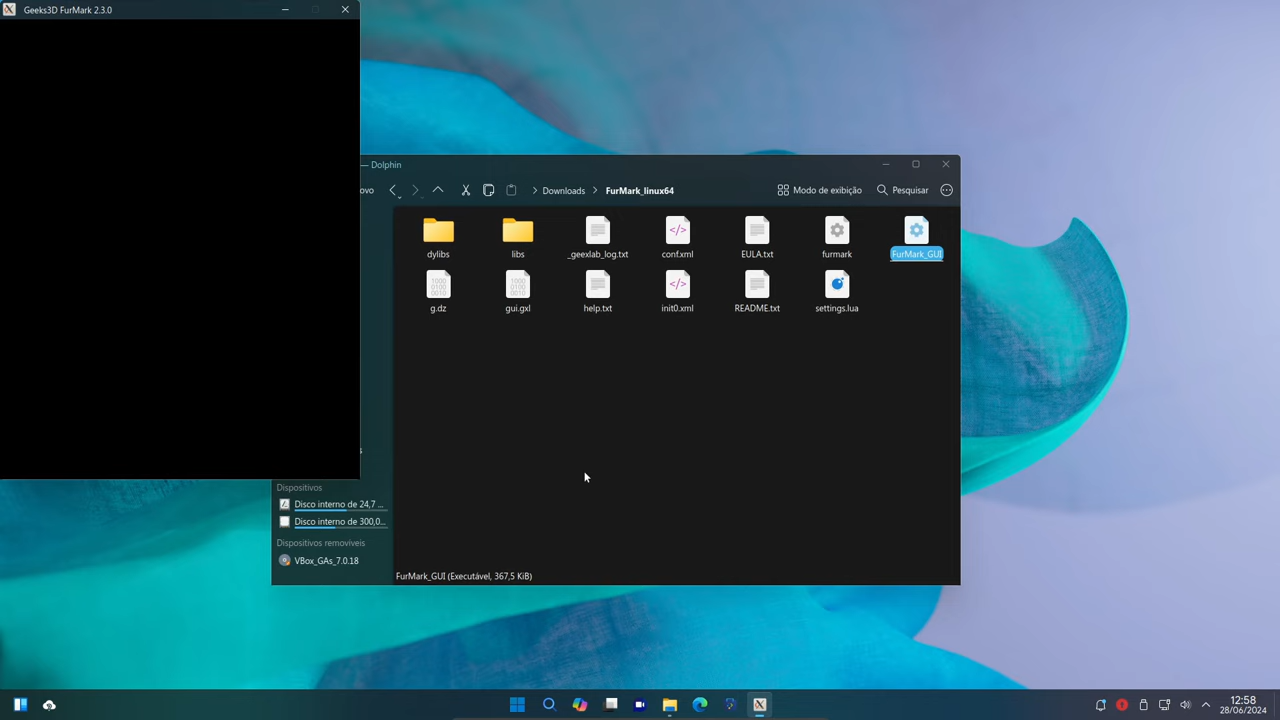 Geeks3D FurMark 2.3.0
— Dolphin
ovo
Downloads
FurMark_linux64
Modo de exibição
Pesquisar
dylibs
libs
_geexlab_log.txt
conf.xml
EULA.txt
furmark
FurMark_GUI
g.dz
gui.gxl
help.txt
init0.xml
README.txt
settings.lua
Dispositivos
Disco interno de 24,7 ...
Disco interno de 300,0...
Dispositivos removíveis
VBox_GAs_7.0.18
FurMark_GUI (Executável, 367,5 KiB)
12:58
28/06/2024